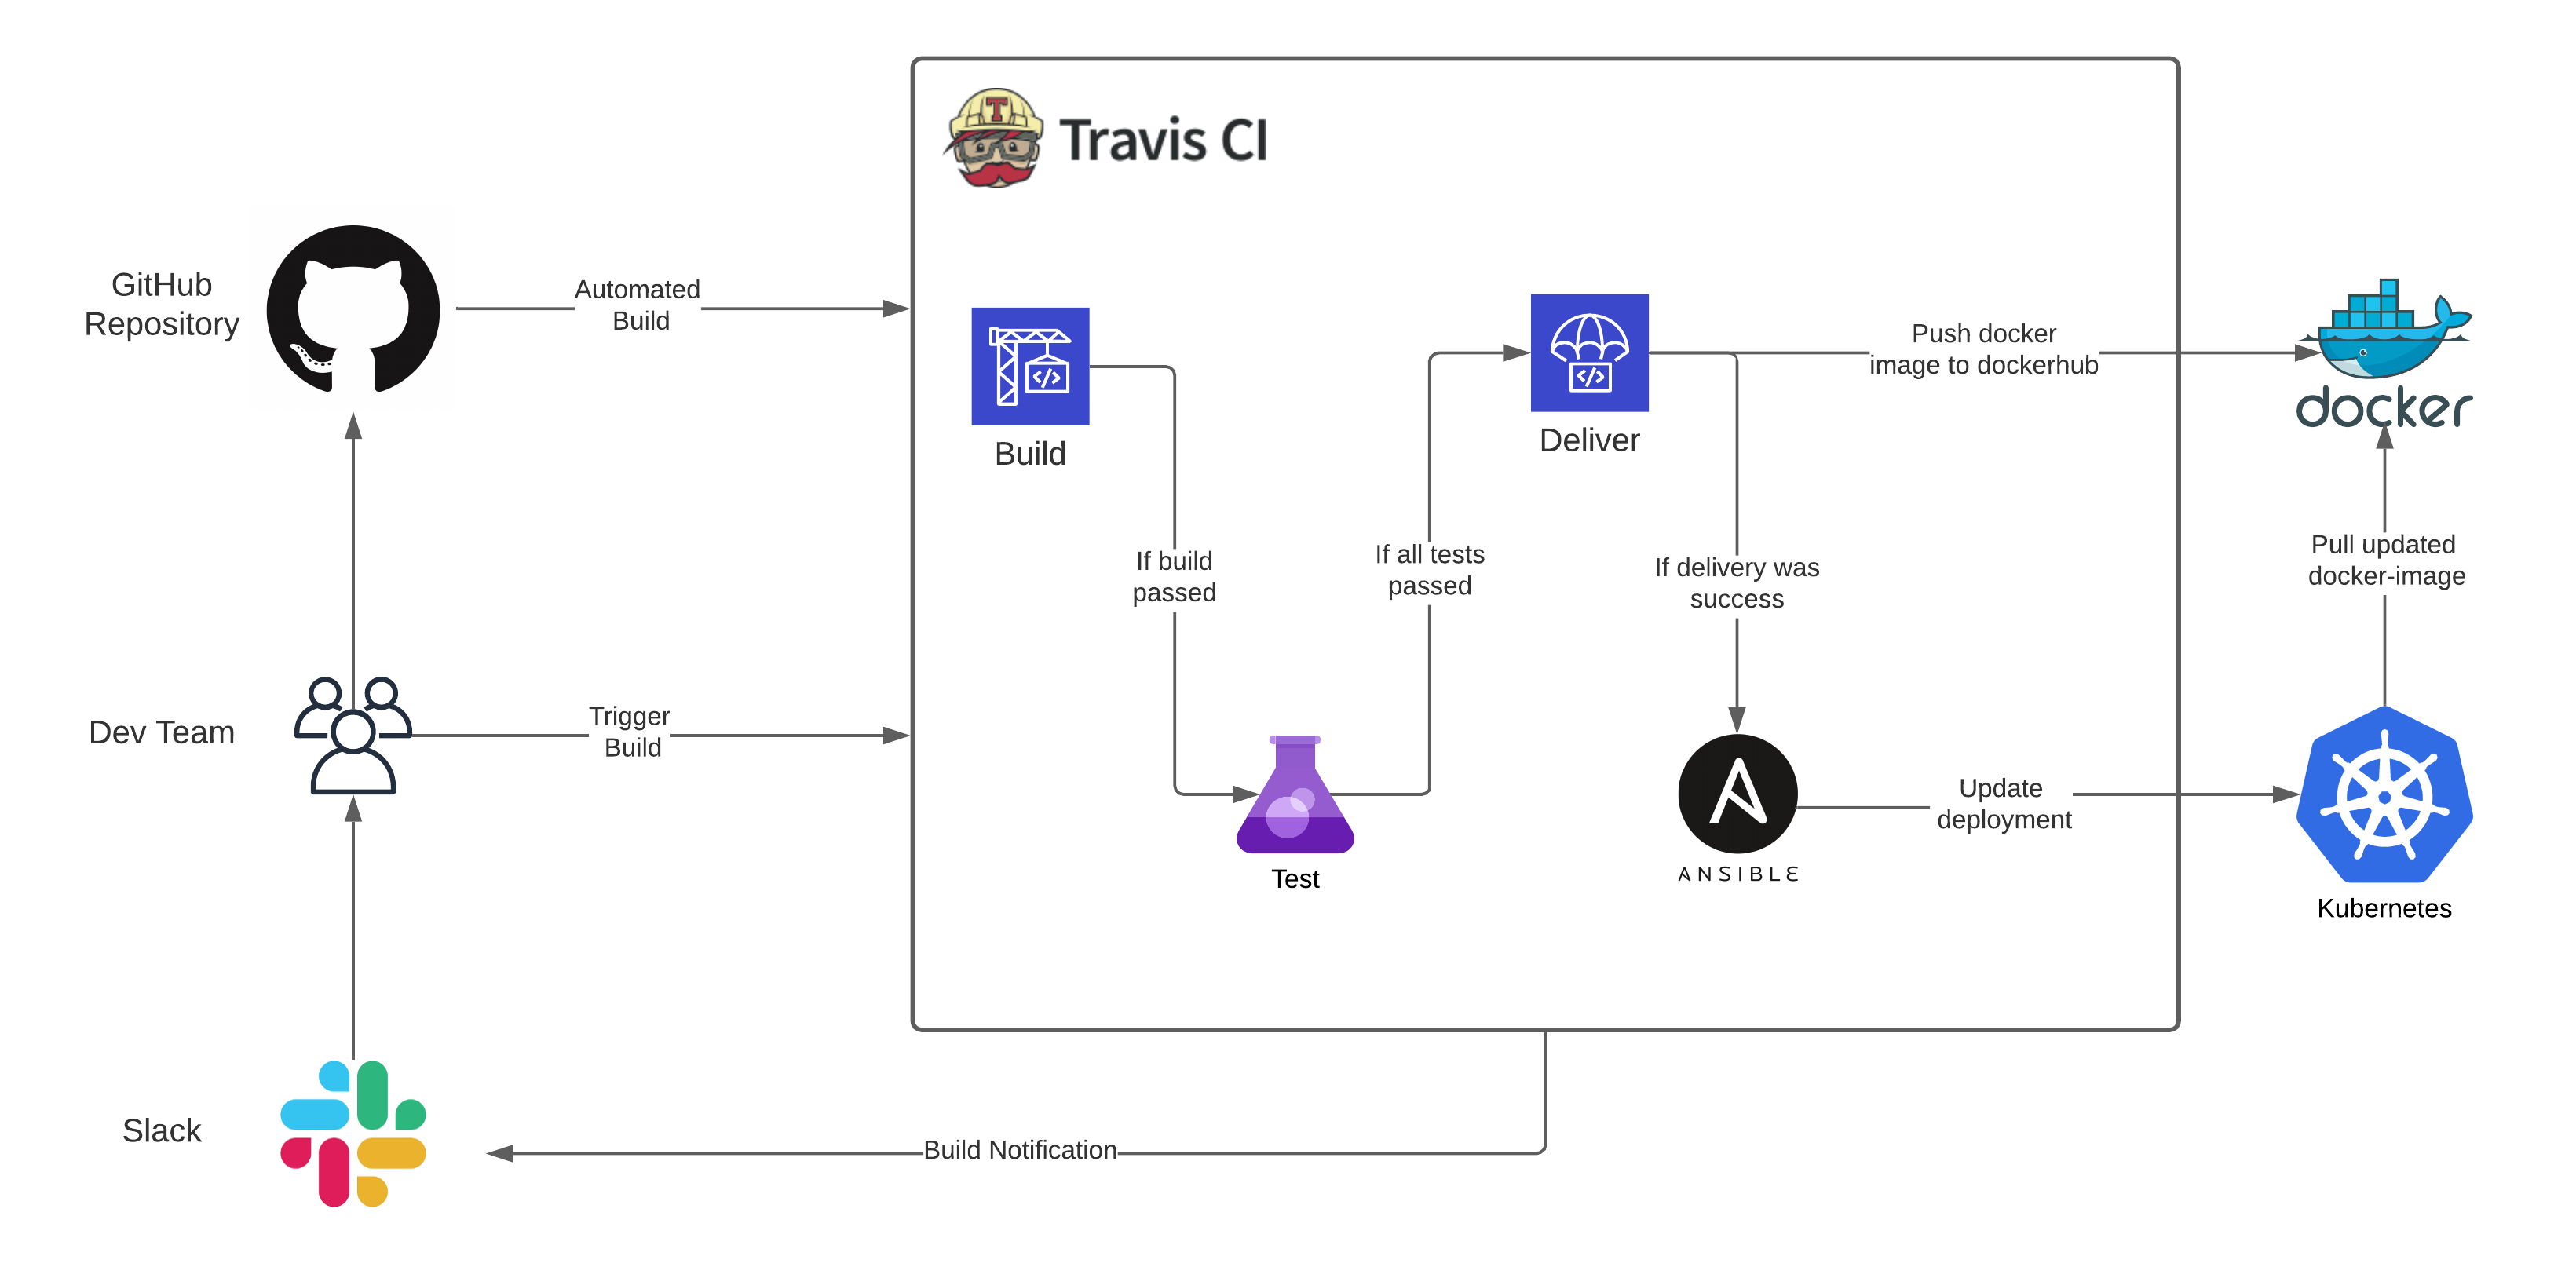 T
Travis CI
GitHub
Repository
Automated
Build
Build
Deliver
Push docker
image to dockerhub
docker
If build
passed
If all tests
passed
If delivery was
success
Pull updated
docker-image
Dev Team
Trigger
Build
Test
ANSIBLE
Update
deployment
Kubernetes
Slack
Build Notification